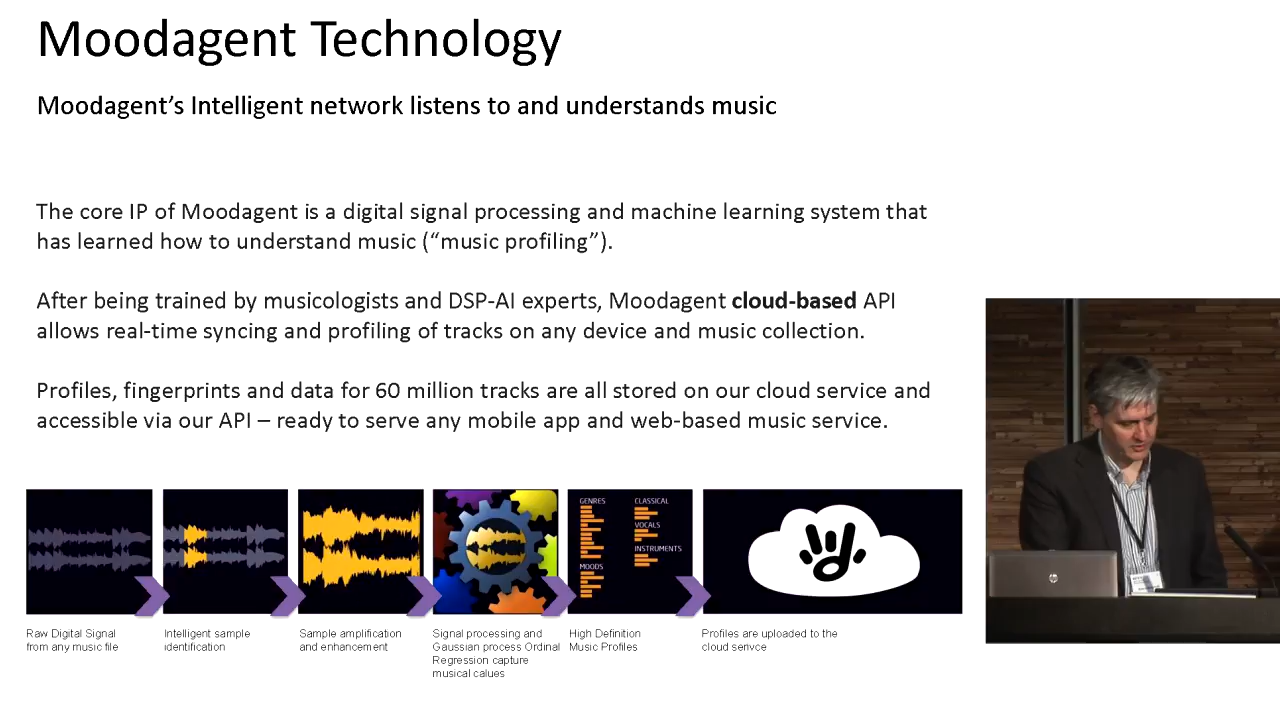 Moodagent Technology
Moodagent’s Intelligent network listens to and understands music
The core IP of Moodagent is a digital signal processing and machine learning system that
has learned how to understand music (“music profiling”).
After being trained by musicologists and DSP-AI experts, Moodagent cloud-based API
allows real-time syncing and profiling of tracks on any device and music collection.
Profiles, fingerprints and data for 60 million tracks are all stored on our cloud service and
accessible via our API – ready to serve any mobile app and web-based music service.
GENRES
CLASSICAL
VOCALS
INSTRUMENTS
MOODS
Raw Digital Signal
from any music file
Intelligent sample
identification
Sample amplification
and enhancement
Signal processing and
Gaussian process Ordinal
Regression capture
musical calues
High Definition
Music Profiles
Profiles are uploaded to the
cloud serivce
hp